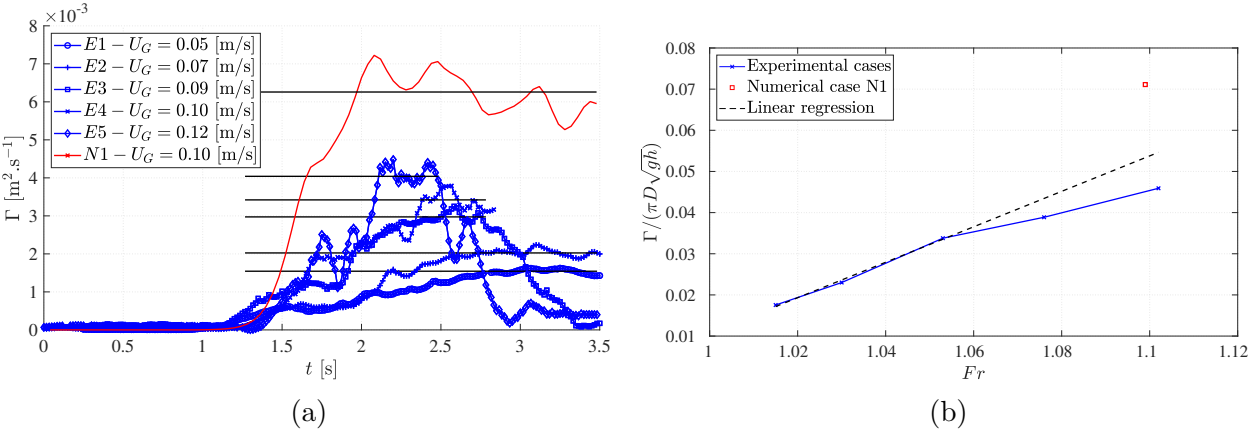 ×10⁻³
8
7
6
5
4
3
2
1
0
Γ [m².s⁻¹]
E1 − U_G = 0.05 [m/s]
E2 − U_G = 0.07 [m/s]
E3 − U_G = 0.09 [m/s]
E4 − U_G = 0.10 [m/s]
E5 − U_G = 0.12 [m/s]
N1 − U_G = 0.10 [m/s]
0 0.5 1 1.5 2 2.5 3 3.5
t [s]
(a)
0.08
0.07
0.06
0.05
0.04
0.03
0.02
0.01
Γ/(πD√gh)
Experimental cases
Numerical case N1
Linear regression
1 1.02 1.04 1.06 1.08 1.1 1.12
Fr
(b)